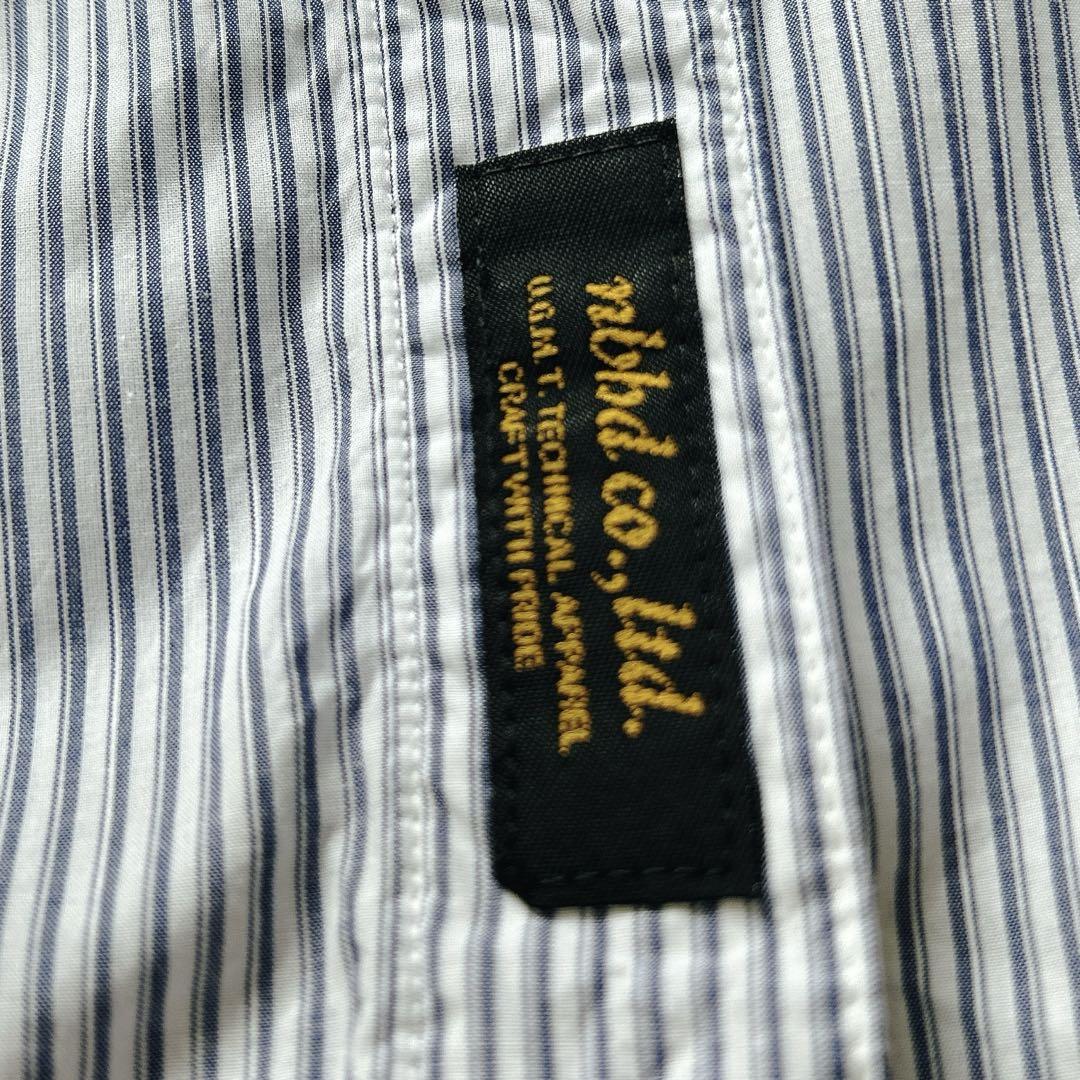 nbhd co., ltd.
U.G.M.T. TECHNICAL APPAREL
CRAFT WITH PRIDE